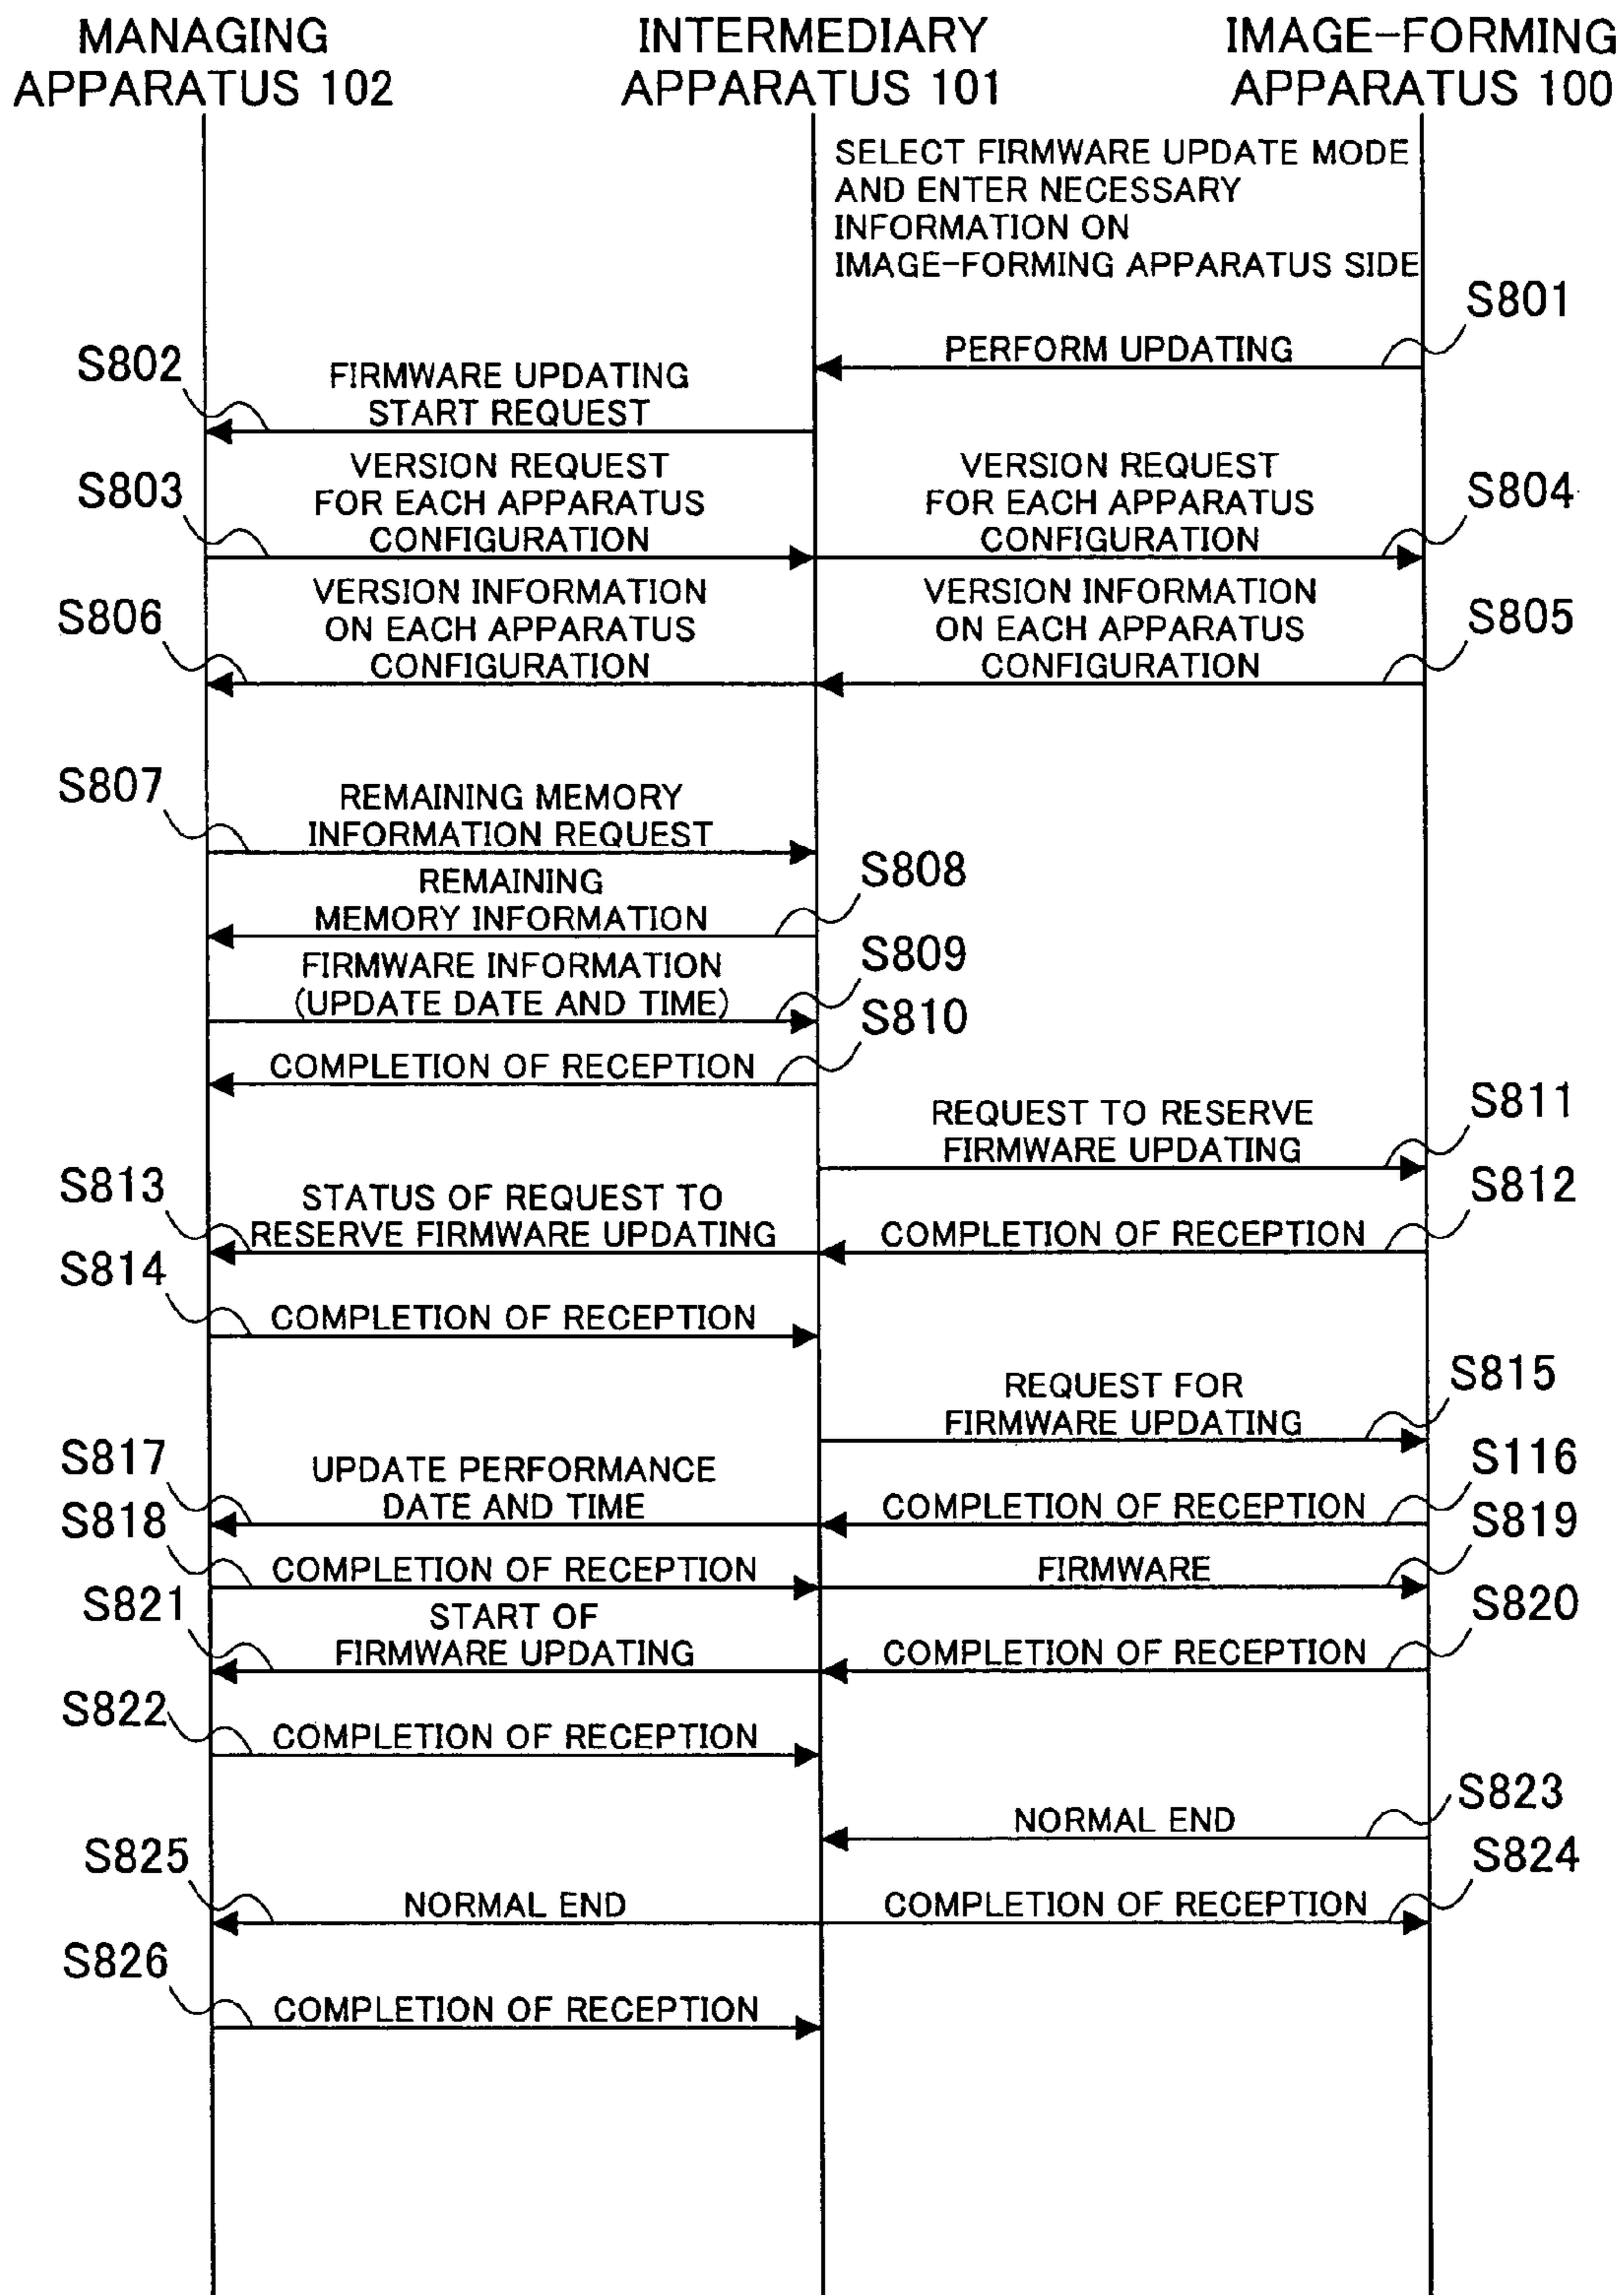 MANAGING
APPARATUS 102
INTERMEDIARY
APPARATUS 101
IMAGE-FORMING
APPARATUS 100
SELECT FIRMWARE UPDATE MODE
AND ENTER NECESSARY
INFORMATION ON
IMAGE-FORMING APPARATUS SIDE
S801
PERFORM UPDATING
S802
FIRMWARE UPDATING
START REQUEST
S803
VERSION REQUEST
FOR EACH APPARATUS
CONFIGURATION
VERSION REQUEST
FOR EACH APPARATUS
CONFIGURATION
S804
S806
VERSION INFORMATION
ON EACH APPARATUS
CONFIGURATION
VERSION INFORMATION
ON EACH APPARATUS
CONFIGURATION
S805
S807
REMAINING MEMORY
INFORMATION REQUEST
REMAINING
MEMORY INFORMATION
S808
FIRMWARE INFORMATION
(UPDATE DATE AND TIME)
S809
COMPLETION OF RECEPTION
S810
REQUEST TO RESERVE
FIRMWARE UPDATING
S811
S813
STATUS OF REQUEST TO
RESERVE FIRMWARE UPDATING
COMPLETION OF RECEPTION
S812
S814
COMPLETION OF RECEPTION
REQUEST FOR
FIRMWARE UPDATING
S815
S817
UPDATE PERFORMANCE
DATE AND TIME
COMPLETION OF RECEPTION
S116
S818
COMPLETION OF RECEPTION
FIRMWARE
S819
S821
START OF
FIRMWARE UPDATING
COMPLETION OF RECEPTION
S820
S822
COMPLETION OF RECEPTION
NORMAL END
S823
S825
NORMAL END
COMPLETION OF RECEPTION
S824
S826
COMPLETION OF RECEPTION